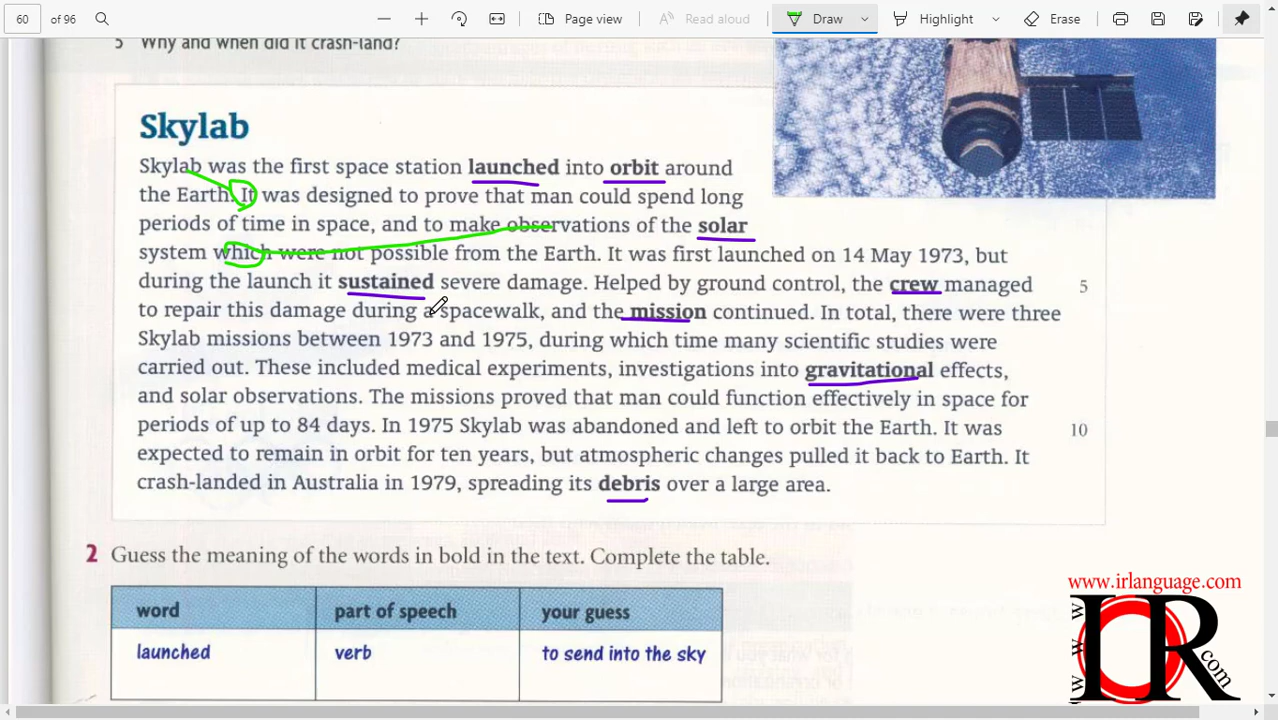 60 of 96 Page view Read aloud Draw Highlight Erase
5 Why and when did it crash-land?
Skylab
Skylab was the first space station launched into orbit around
the Earth. It was designed to prove that man could spend long
periods of time in space, and to make observations of the solar
system which were not possible from the Earth. It was first launched on 14 May 1973, but
during the launch it sustained severe damage. Helped by ground control, the crew managed 5
to repair this damage during a spacewalk, and the mission continued. In total, there were three
Skylab missions between 1973 and 1975, during which time many scientific studies were
carried out. These included medical experiments, investigations into gravitational effects,
and solar observations. The missions proved that man could function effectively in space for
periods of up to 84 days. In 1975 Skylab was abandoned and left to orbit the Earth. It was 10
expected to remain in orbit for ten years, but atmospheric changes pulled it back to Earth. It
crash-landed in Australia in 1979, spreading its debris over a large area.
2 Guess the meaning of the words in bold in the text. Complete the table.
word part of speech your guess
launched verb to send into the sky
www.irlanguage.com
www
IR
.com